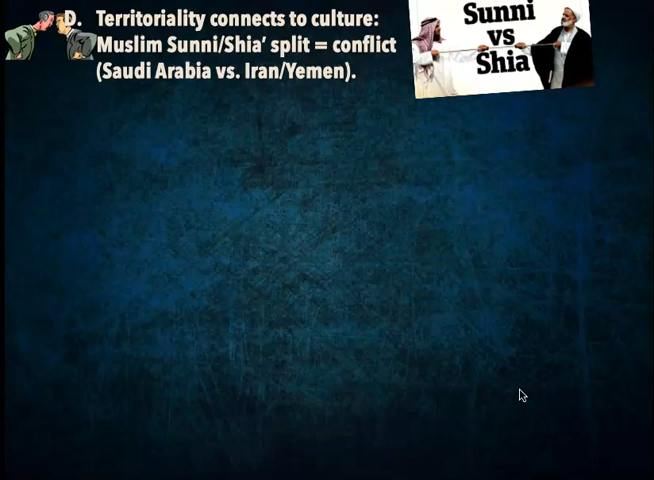 D. Territoriality connects to culture:
Muslim Sunni/Shia’ split = conflict
(Saudi Arabia vs. Iran/Yemen).
Sunni
vs
Shia